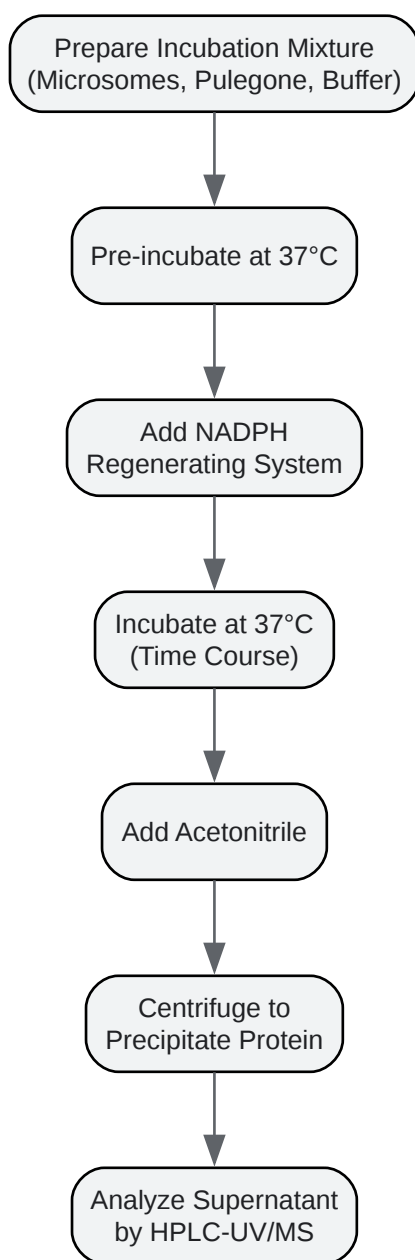 Prepare Incubation Mixture
(Microsomes, Pulegone, Buffer)
Pre-incubate at 37°C
Add NADPH
Regenerating System
Incubate at 37°C
(Time Course)
Add Acetonitrile
Centrifuge to
Precipitate Protein
Analyze Supernatant
by HPLC-UV/MS